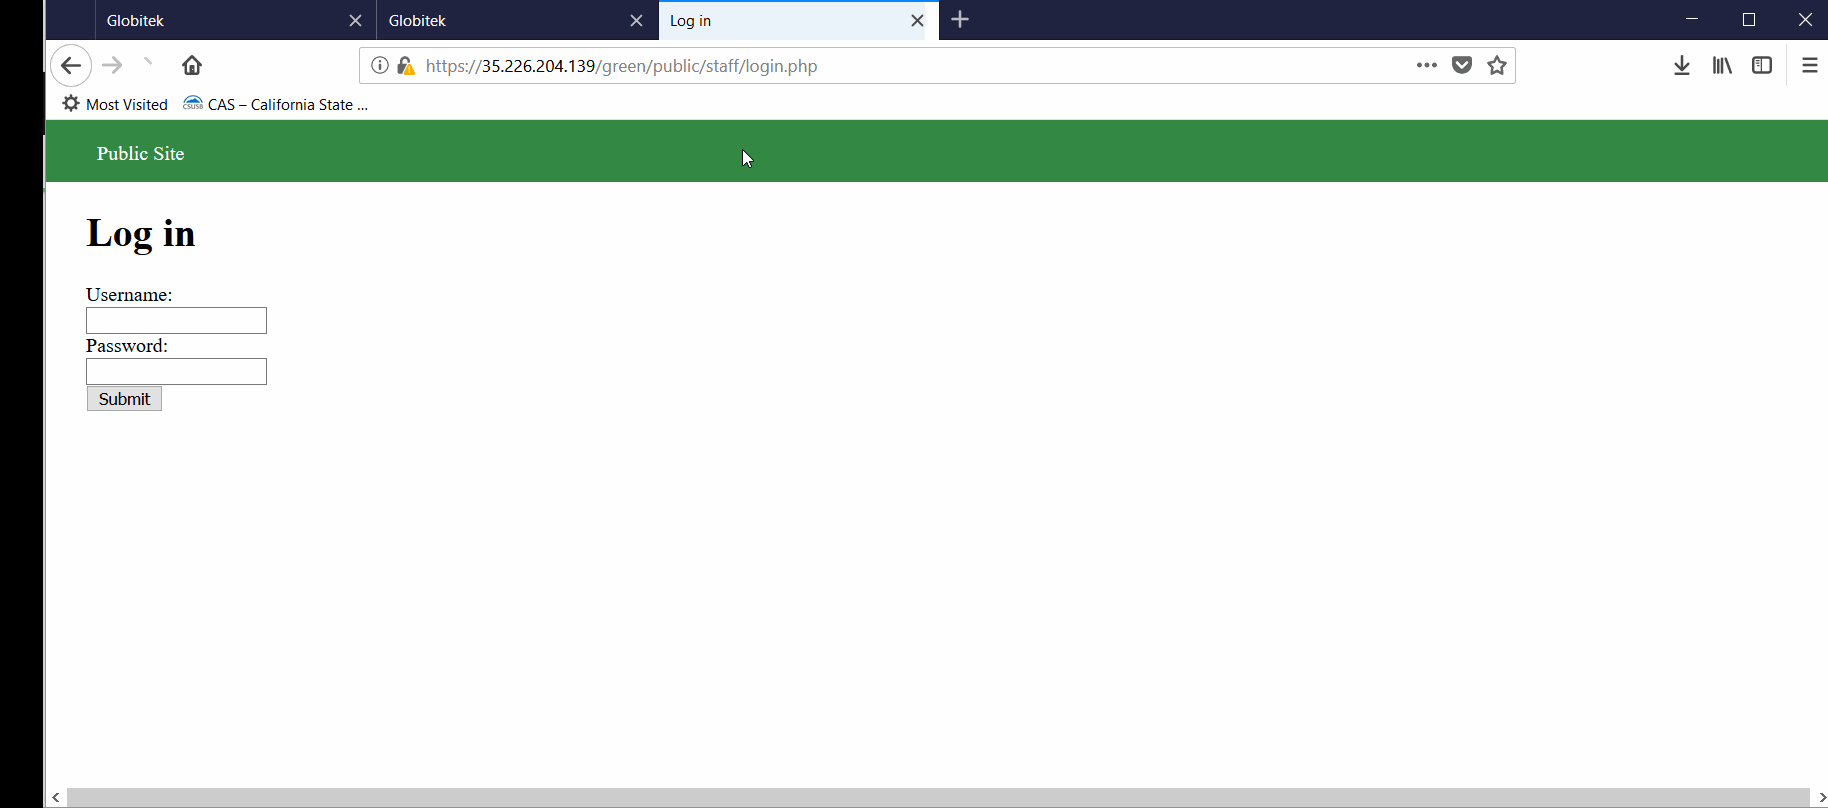 Globitek
Globitek
Log in
https://35.226.204.139/green/public/staff/login.php
Most Visited
CSUSB
CAS – California State ...
Public Site
Log in
Username:
Password:
Submit